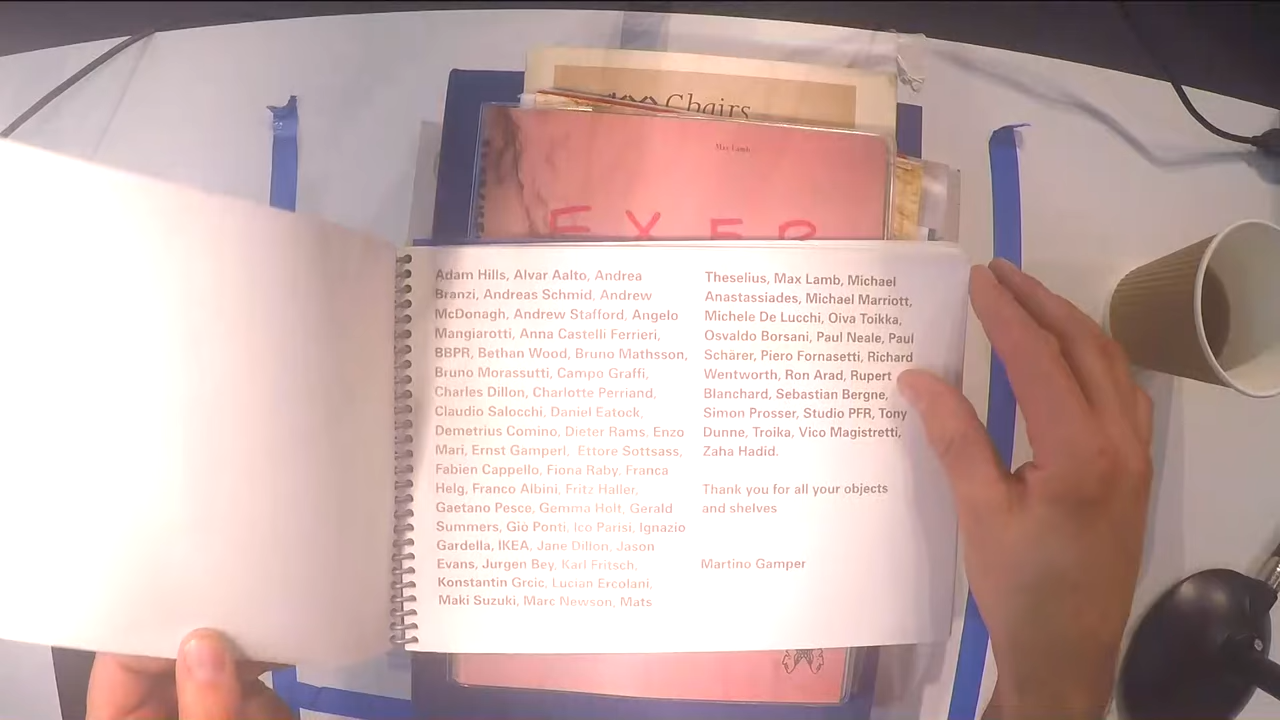 100 Chairs
Max Lamb
EXER
Adam Hills, Alvar Aalto, Andrea
Branzi, Andreas Schmid, Andrew
McDonagh, Andrew Stafford, Angelo
Mangiarotti, Anna Castelli Ferrieri,
BBPR, Bethan Wood, Bruno Mathsson,
Bruno Morassutti, Campo Graffi,
Charles Dillon, Charlotte Perriand,
Claudio Salocchi, Daniel Eatock,
Demetrius Comino, Dieter Rams, Enzo
Mari, Ernst Gamperl, Ettore Sottsass,
Fabien Cappello, Fiona Raby, Franca
Helg, Franco Albini, Fritz Haller,
Gaetano Pesce, Gemma Holt, Gerald
Summers, Giò Ponti, Ico Parisi, Ignazio
Gardella, IKEA, Jane Dillon, Jason
Evans, Jurgen Bey, Karl Fritsch,
Konstantin Grcic, Lucian Ercolani,
Maki Suzuki, Marc Newson, Mats
Theselius, Max Lamb, Michael
Anastassiades, Michael Marriott,
Michele De Lucchi, Oiva Toikka,
Osvaldo Borsani, Paul Neale, Paul
Schärer, Piero Fornasetti, Richard
Wentworth, Ron Arad, Rupert
Blanchard, Sebastian Bergne,
Simon Prosser, Studio PFR, Tony
Dunne, Troika, Vico Magistretti,
Zaha Hadid.
Thank you for all your objects
and shelves
Martino Gamper